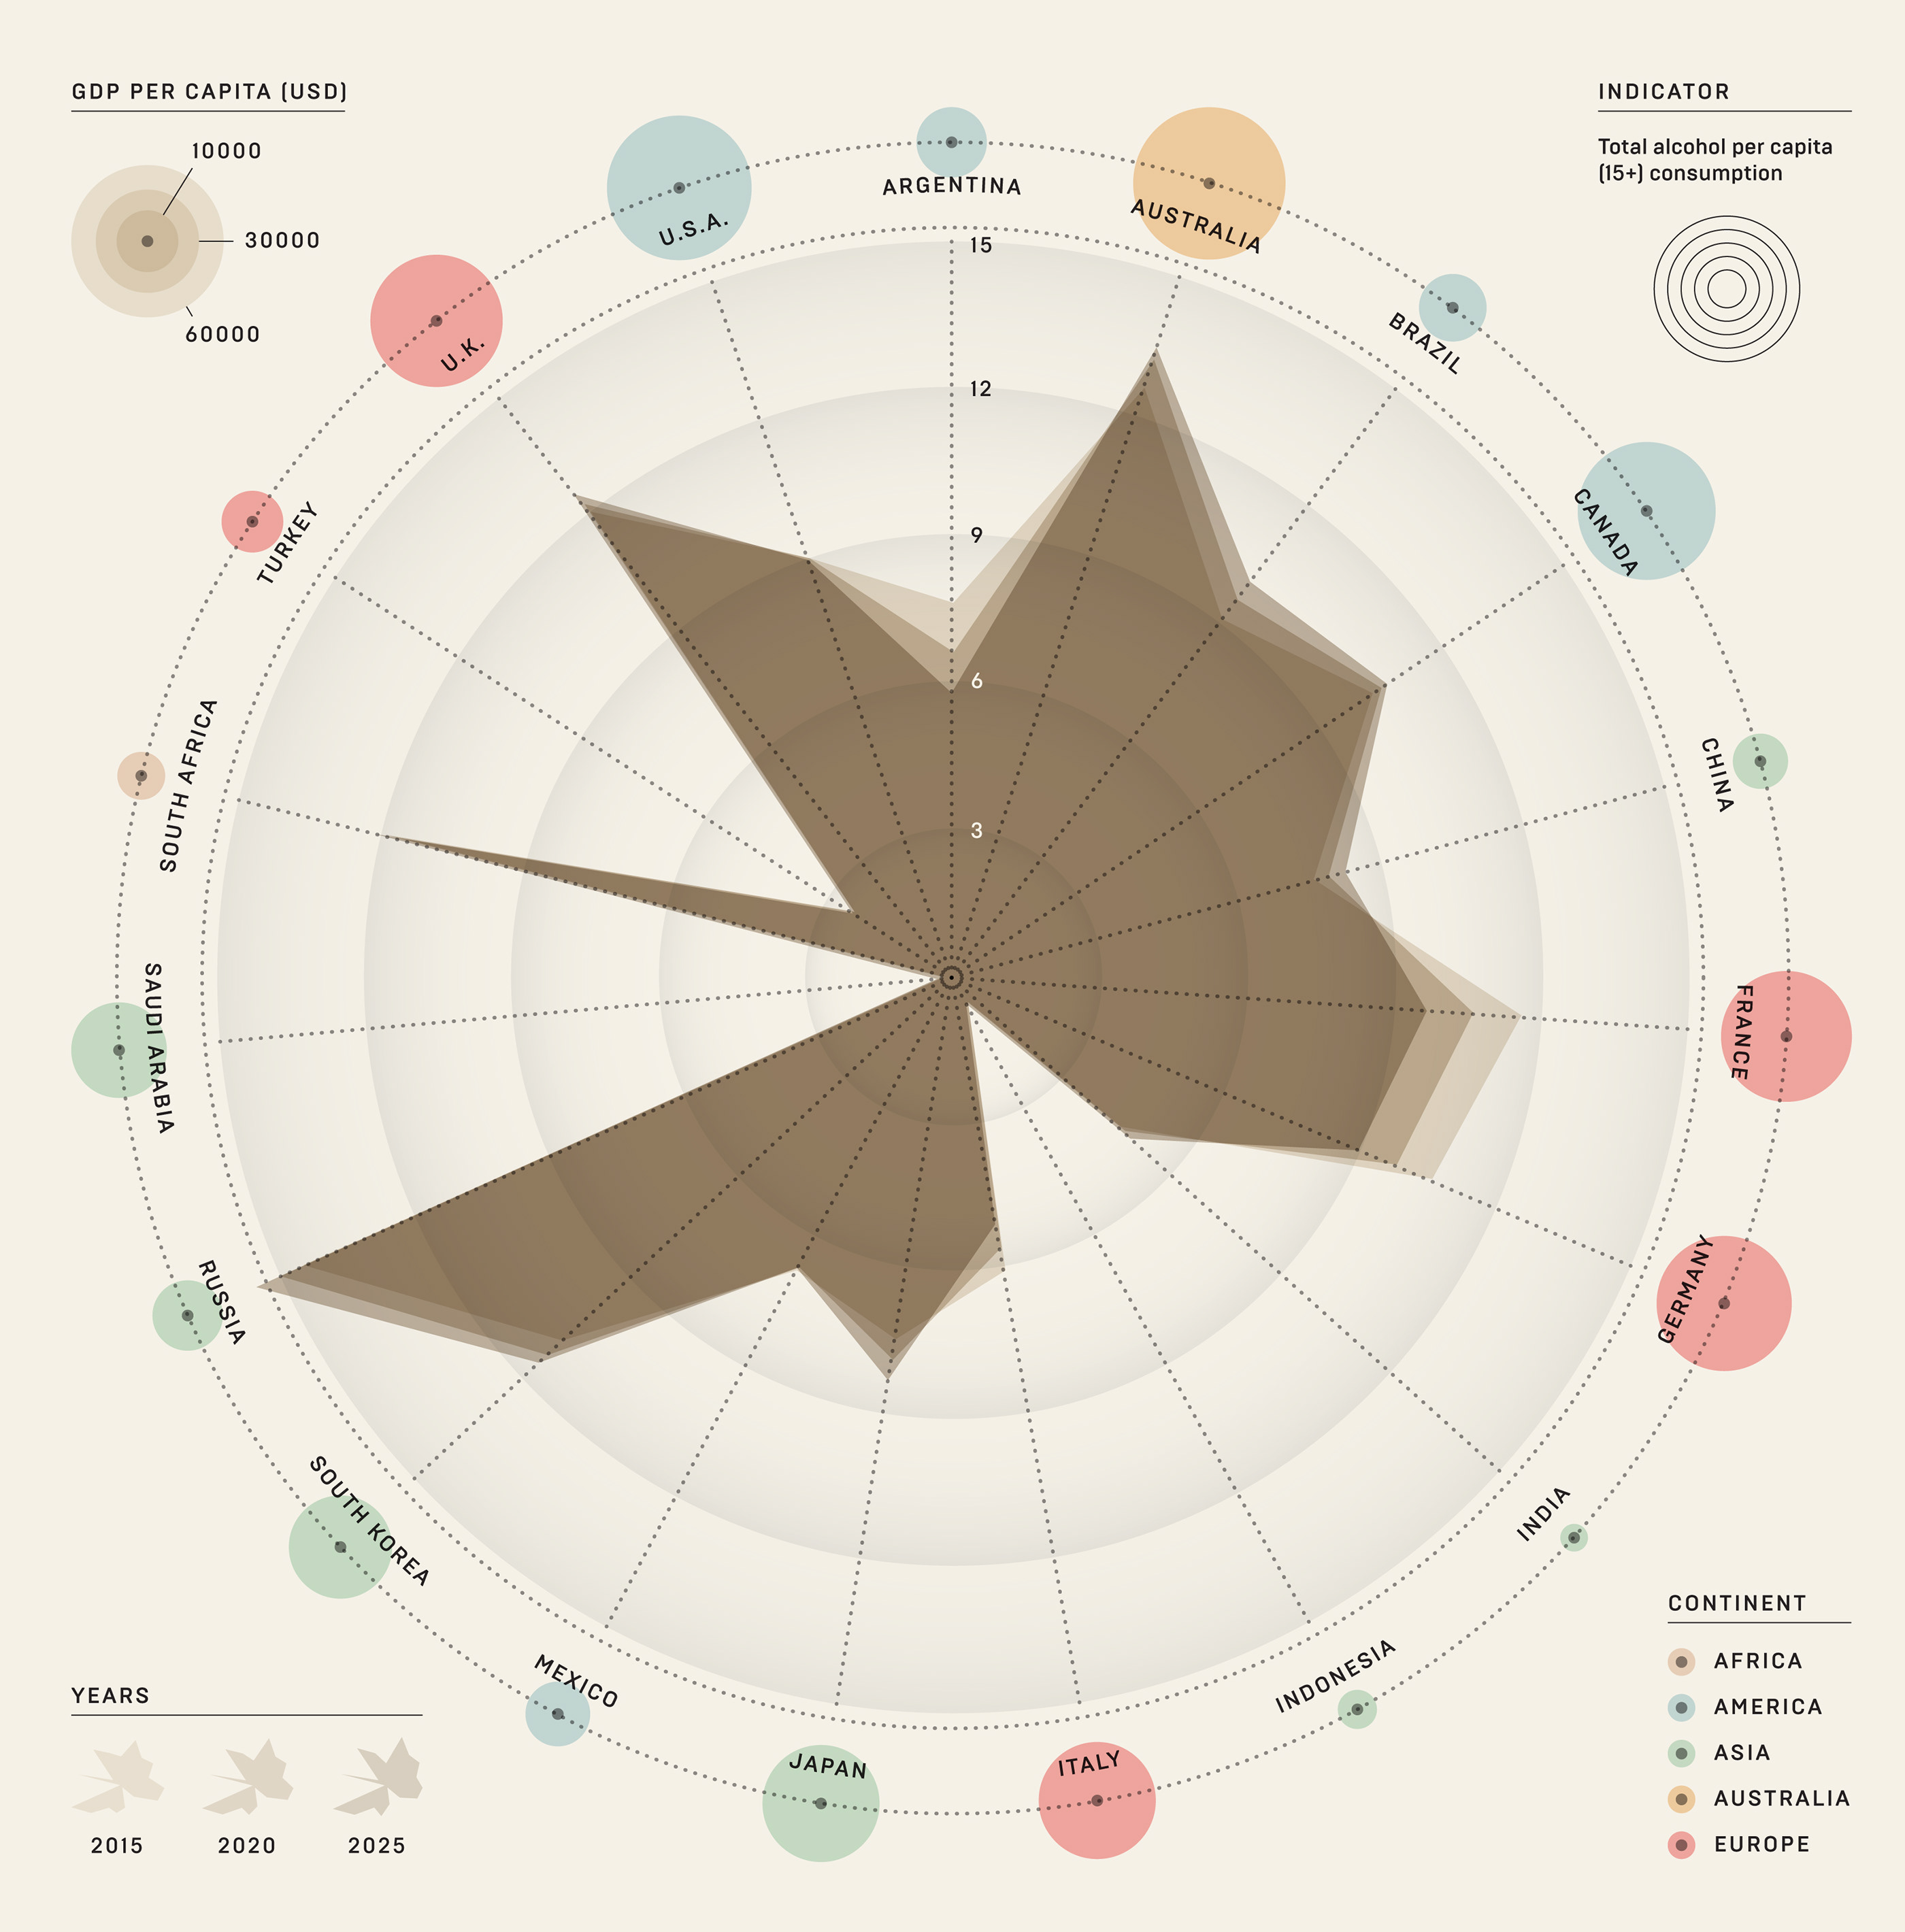 GDP PER CAPITA (USD)
10000
30000
60000
INDICATOR
Total alcohol per capita
(15+) consumption
ARGENTINA
AUSTRALIA
BRAZIL
CANADA
CHINA
FRANCE
GERMANY
INDIA
INDONESIA
ITALY
JAPAN
MEXICO
SOUTH KOREA
RUSSIA
SAUDI ARABIA
SOUTH AFRICA
TURKEY
U.K.
U.S.A.
15
12
9
6
3
YEARS
2015
2020
2025
CONTINENT
AFRICA
AMERICA
ASIA
AUSTRALIA
EUROPE